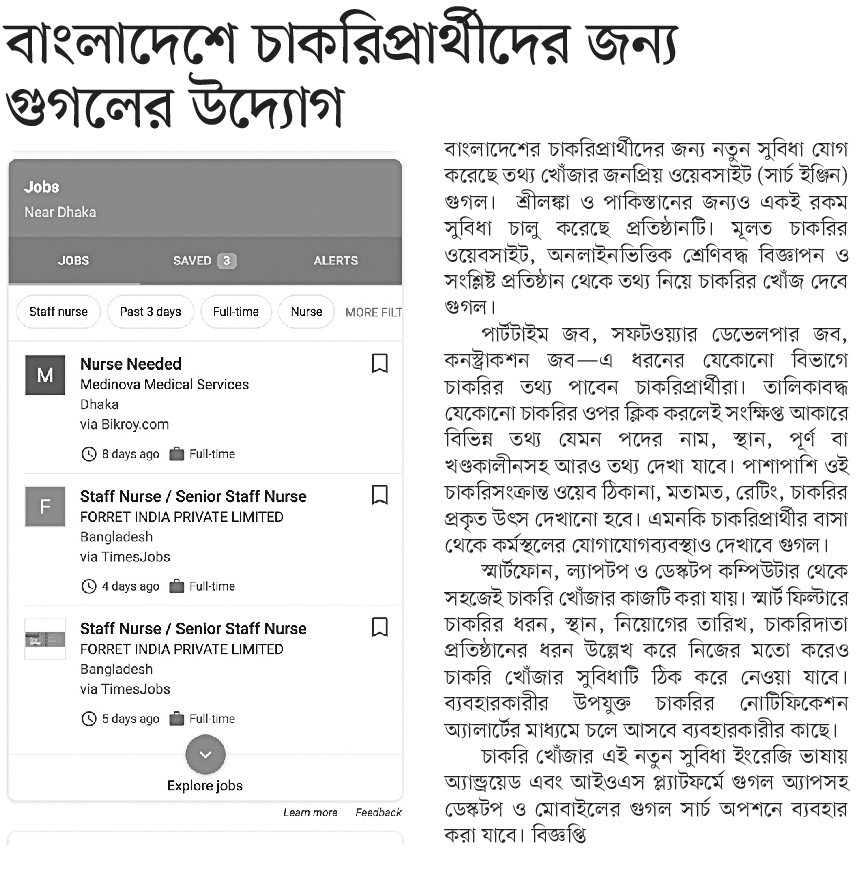 বাংলাদেশে চাকরিপ্রার্থীদের জন্য
গুগলের উদ্যোগ
Jobs
Near Dhaka
JOBS SAVED 3 ALERTS
Staff nurse Past 3 days Full-time Nurse MORE FILT
M Nurse Needed
Medinova Medical Services
Dhaka
via Bikroy.com
8 days ago Full-time
F Staff Nurse / Senior Staff Nurse
FORRET INDIA PRIVATE LIMITED
Bangladesh
via TimesJobs
4 days ago Full-time
Staff Nurse / Senior Staff Nurse
FORRET INDIA PRIVATE LIMITED
Bangladesh
via TimesJobs
5 days ago Full-time
Explore jobs
Learn more Feedback
বাংলাদেশের চাকরিপ্রার্থীদের জন্য নতুন সুবিধা যোগ
করেছে তথ্য খোঁজার জনপ্রিয় ওয়েবসাইট (সার্চ ইঞ্জিন)
গুগল। শ্রীলঙ্কা ও পাকিস্তানের জন্যও একই রকম
সুবিধা চালু করেছে প্রতিষ্ঠানটি। মূলত চাকরির
ওয়েবসাইট, অনলাইনভিত্তিক শ্রেণিবদ্ধ বিজ্ঞাপন ও
সংশ্লিষ্ট প্রতিষ্ঠান থেকে তথ্য নিয়ে চাকরির খোঁজ দেবে
গুগল।
পার্টটাইম জব, সফটওয়্যার ডেভেলপার জব,
কনস্ট্রাকশন জব—এ ধরনের যেকোনো বিভাগে
চাকরির তথ্য পাবেন চাকরিপ্রার্থীরা। তালিকাবদ্ধ
যেকোনো চাকরির ওপর ক্লিক করলেই সংক্ষিপ্ত আকারে
বিভিন্ন তথ্য যেমন পদের নাম, স্থান, পূর্ণ বা
খণ্ডকালীনসহ আরও তথ্য দেখা যাবে। পাশাপাশি ওই
চাকরিসংক্রান্ত ওয়েব ঠিকানা, মতামত, রেটিং, চাকরির
প্রকৃত উৎস দেখানো হবে। এমনকি চাকরিপ্রার্থীর বাসা
থেকে কর্মস্থলের যোগাযোগব্যবস্থাও দেখাবে গুগল।
স্মার্টফোন, ল্যাপটপ ও ডেস্কটপ কম্পিউটার থেকে
সহজেই চাকরি খোঁজার কাজটি করা যায়। স্মার্ট ফিল্টারে
চাকরির ধরন, স্থান, নিয়োগের তারিখ, চাকরিদাতা
প্রতিষ্ঠানের ধরন উল্লেখ করে নিজের মতো করেও
চাকরি খোঁজার সুবিধাটি ঠিক করে নেওয়া যাবে।
ব্যবহারকারীর উপযুক্ত চাকরির নোটিফিকেশন
অ্যালার্টের মাধ্যমে চলে আসবে ব্যবহারকারীর কাছে।
চাকরি খোঁজার এই নতুন সুবিধা ইংরেজি ভাষায়
অ্যান্ড্রয়েড এবং আইওএস প্ল্যাটফর্মে গুগল অ্যাপসহ
ডেস্কটপ ও মোবাইলের গুগল সার্চ অপশনে ব্যবহার
করা যাবে। বিজ্ঞপ্তি